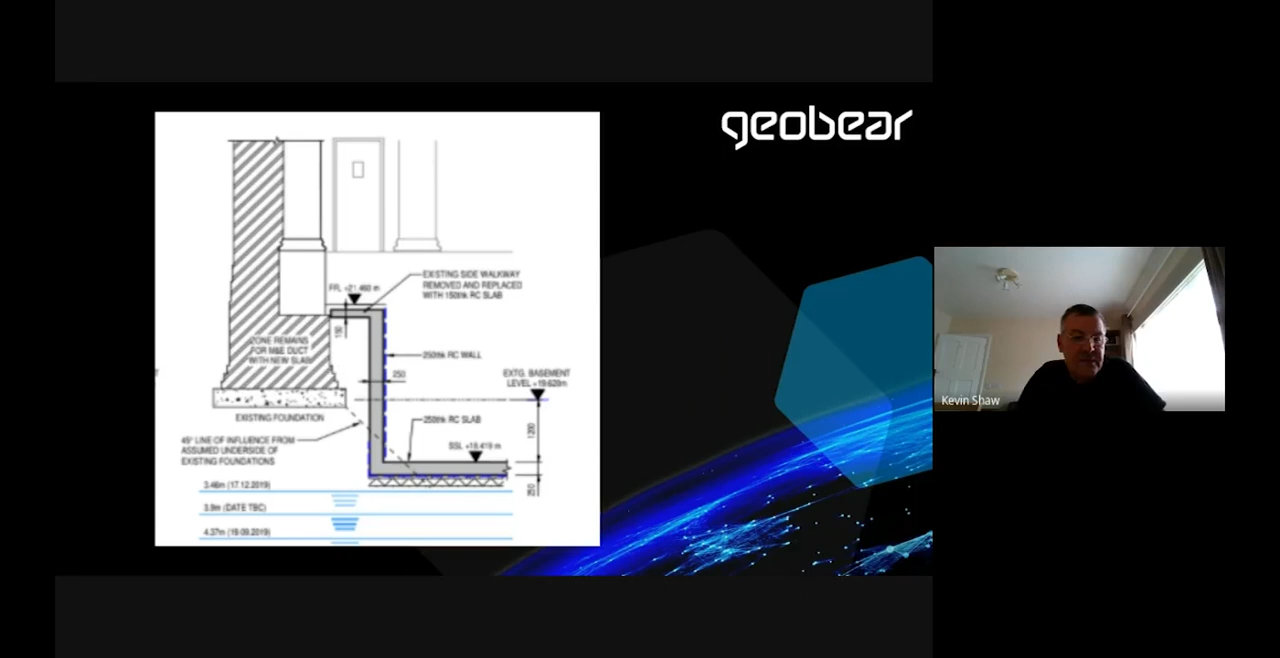 geobear
EXISTING SIDE WALKWAY
REMOVED AND REPLACED
WITH 150thk RC SLAB
FFL +21.460 m
150
ZONE REMAINS
FOR M&E DUCT
WITH NEW SLAB
250thk RC WALL
250
EXTG. BASEMENT
LEVEL +19.620m
EXISTING FOUNDATION
250thk RC SLAB
1200
45° LINE OF INFLUENCE FROM
ASSUMED UNDERSIDE OF
EXISTING FOUNDATIONS
SSL +18.419 m
250
3.46m (17.12.2019)
3.9m (DATE TBC)
4.37m (19.09.2019)
Kevin Shaw